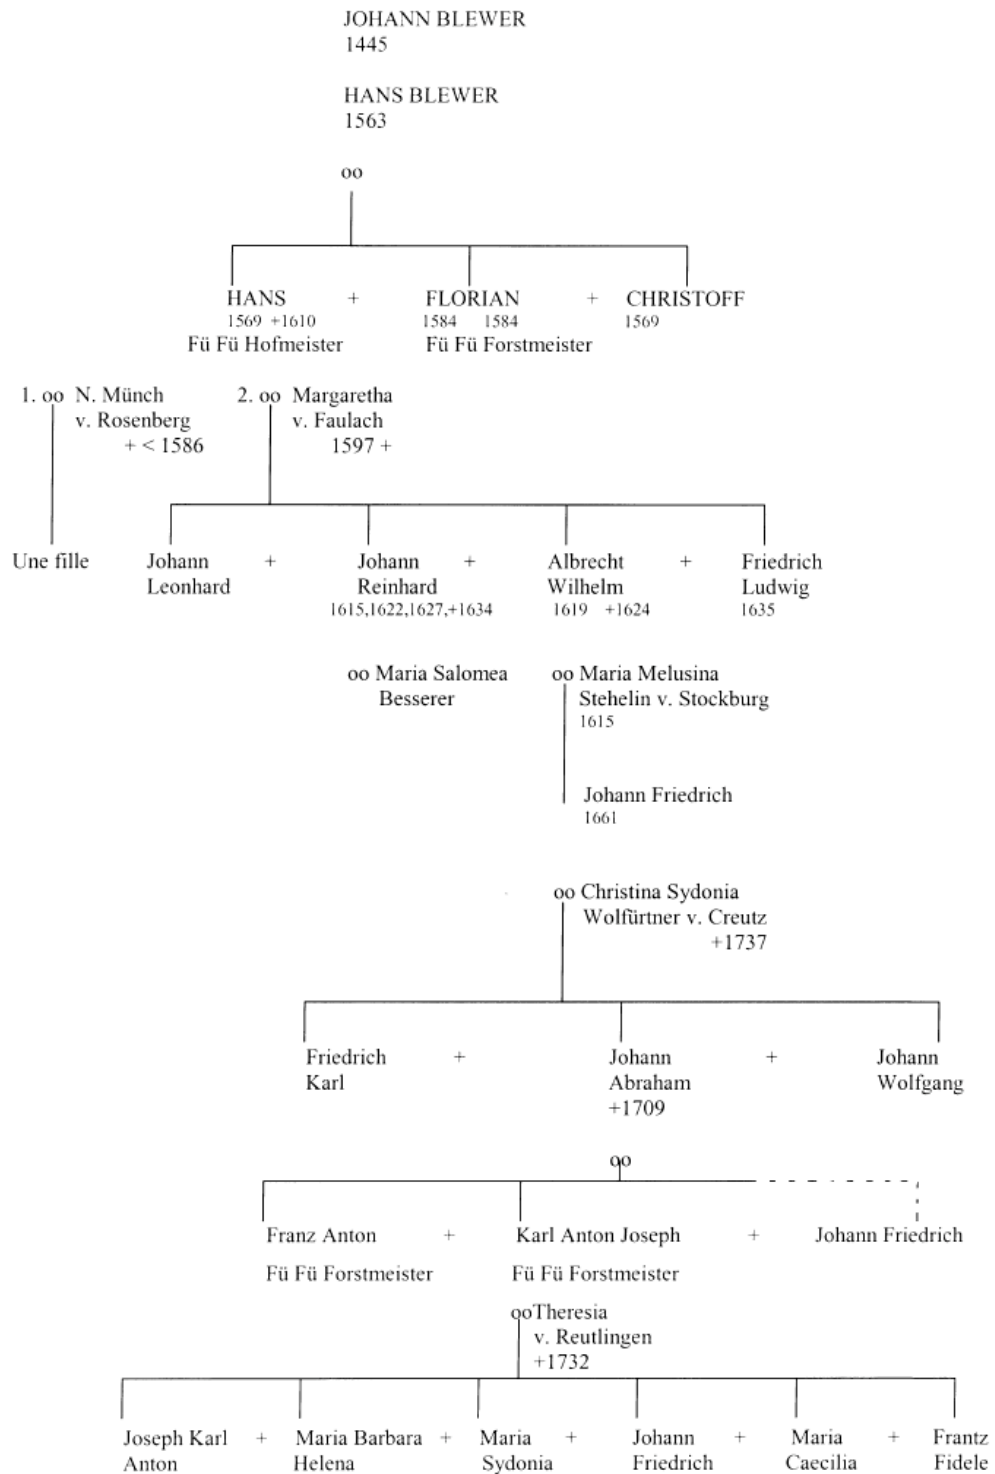 JOHANN BLEWER
1445
HANS BLEWER
1563
oo
HANS + FLORIAN + CHRISTOFF
1569 +1610 1584 1584 1569
Fü Fü Hofmeister Fü Fü Forstmeister
1. oo N. Münch 2. oo Margaretha
v. Rosenberg v. Faulach
+ < 1586 1597 +
Une fille Johann + Johann + Albrecht + Friedrich
Leonhard Reinhard Wilhelm Ludwig
1615,1622,1627,+1634 1619 +1624 1635
oo Maria Salomea oo Maria Melusina
Besserer Stehelin v. Stockburg
1615
Johann Friedrich
1661
oo Christina Sydonia
Wolfürtner v. Creutz
+1737
Friedrich + Johann + Johann
Karl Abraham Wolfgang
+1709
oo
Franz Anton + Karl Anton Joseph + Johann Friedrich
Fü Fü Forstmeister Fü Fü Forstmeister
ooTheresia
v. Reutlingen
+1732
Joseph Karl + Maria Barbara + Maria + Johann + Maria + Frantz
Anton Helena Sydonia Friedrich Caecilia Fidele